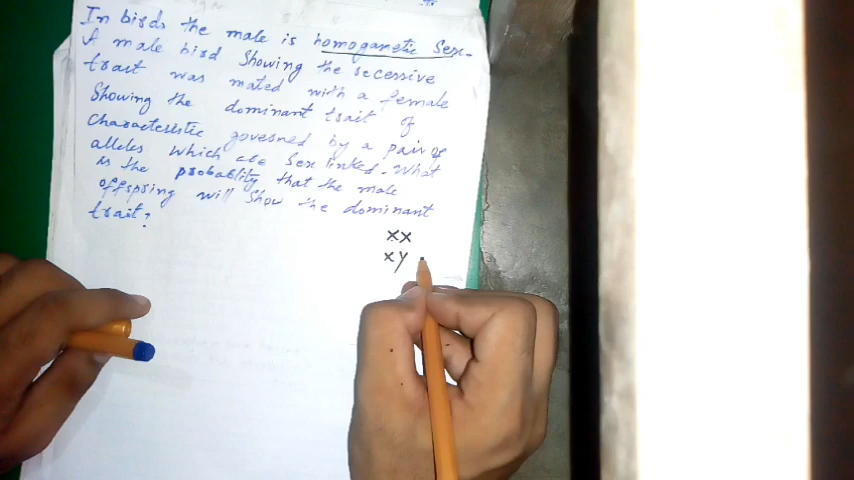 In birds the male is homoganetic Sex-
A male bird Showing the recessive
trait was mated with a female
Showing the dominant trait of
characteristic governed by a pair of
alleles which are Sex linked. What
is the probablity that the male
offspring will show the dominant
trait?
XX
XY